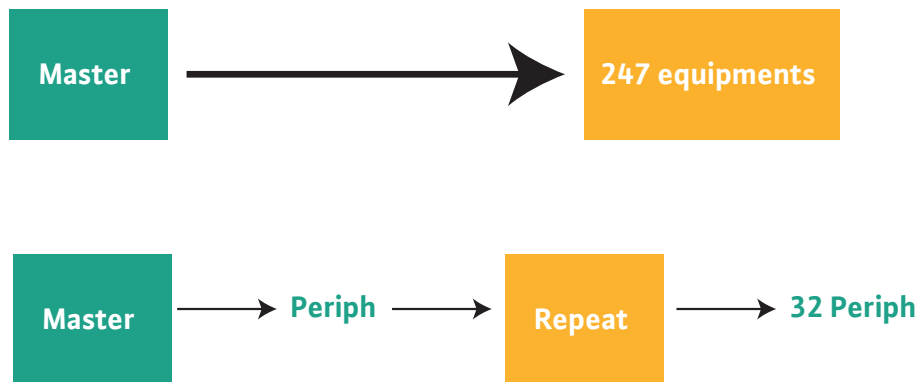 Master
247 equipments
Master
Periph
Repeat
32 Periph